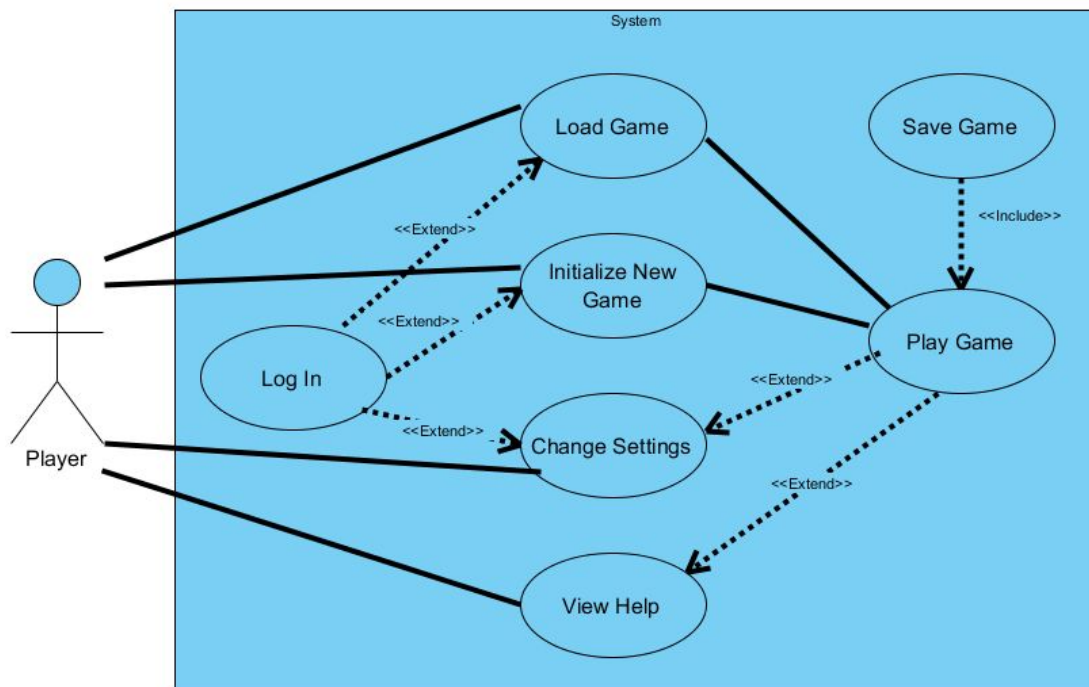 System
Load Game
Save Game
<<Extend>>
<<Include>>
Initialize New
Game
<<Extend>>
Play Game
Log In
<<Extend>>
<<Extend>>
Change Settings
Player
<<Extend>>
View Help